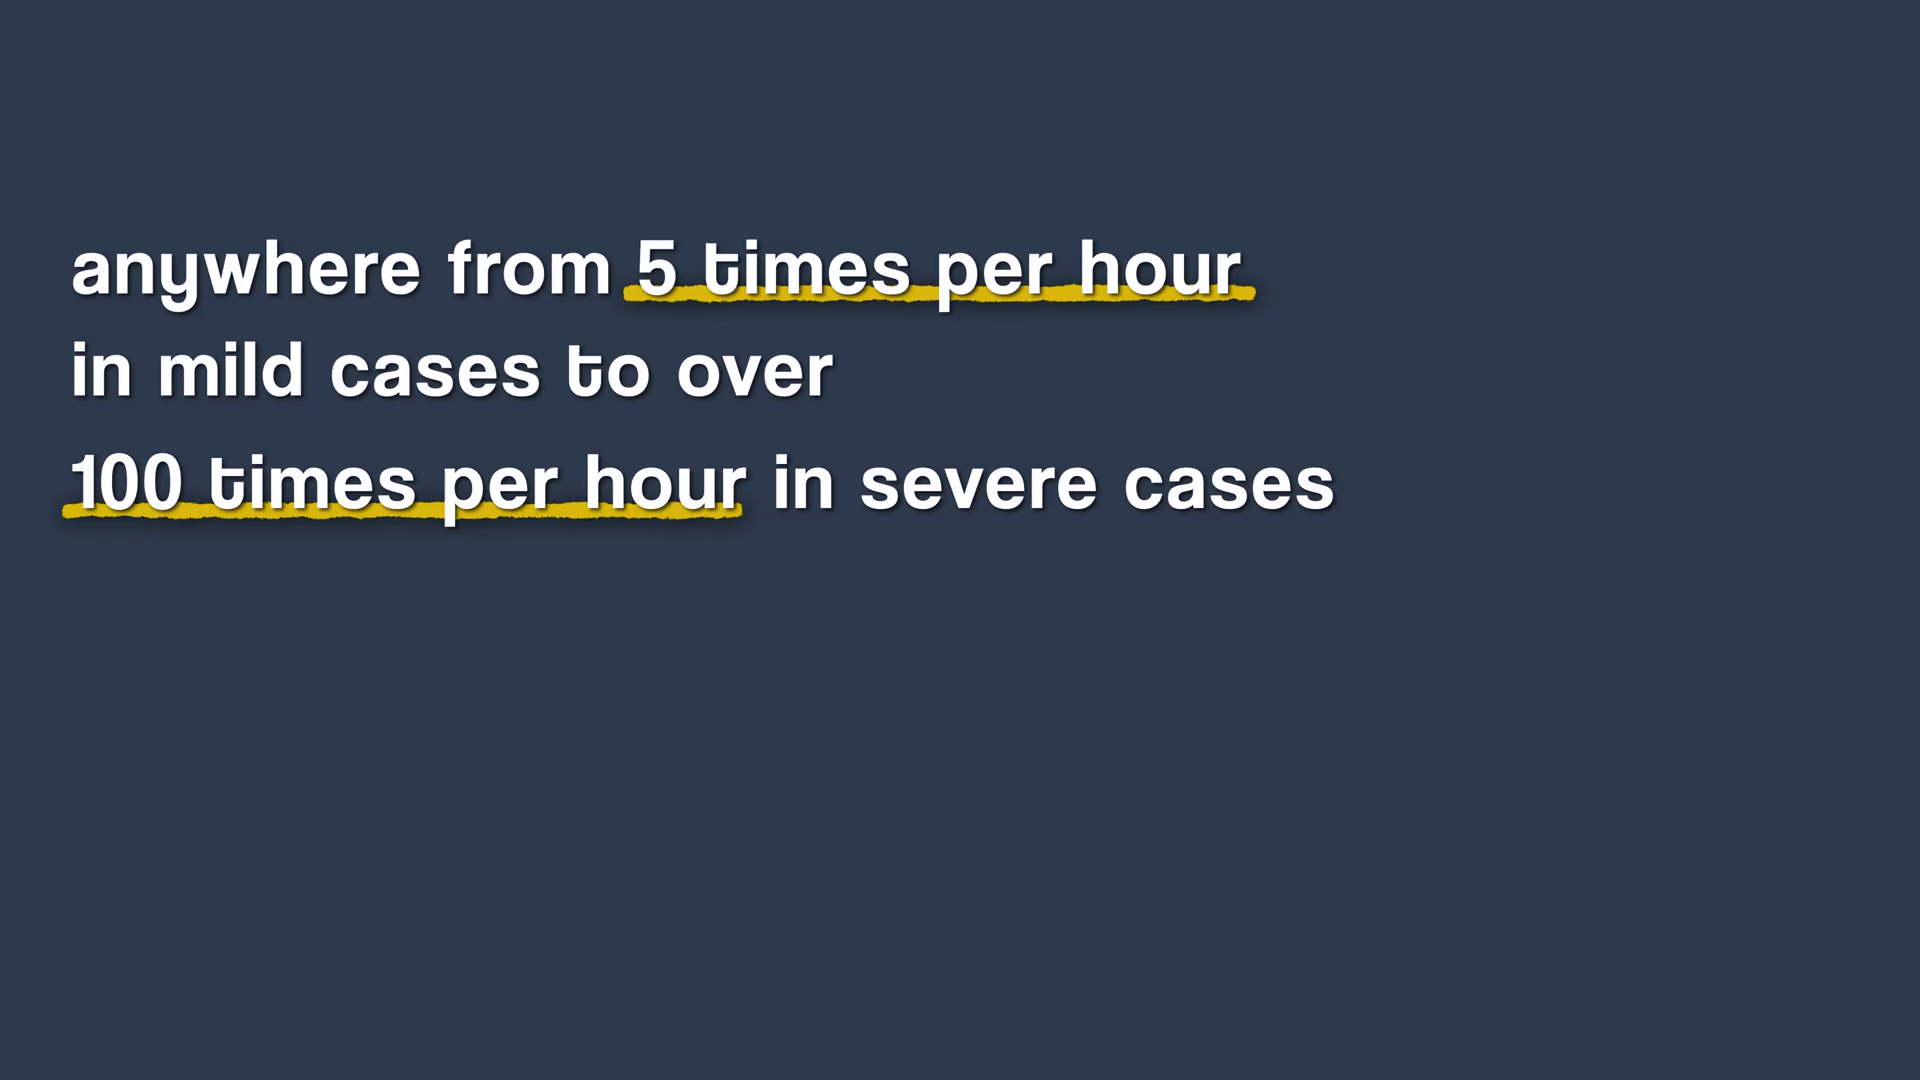 anywhere from 5 times per hour
in mild cases to over
100 times per hour in severe cases